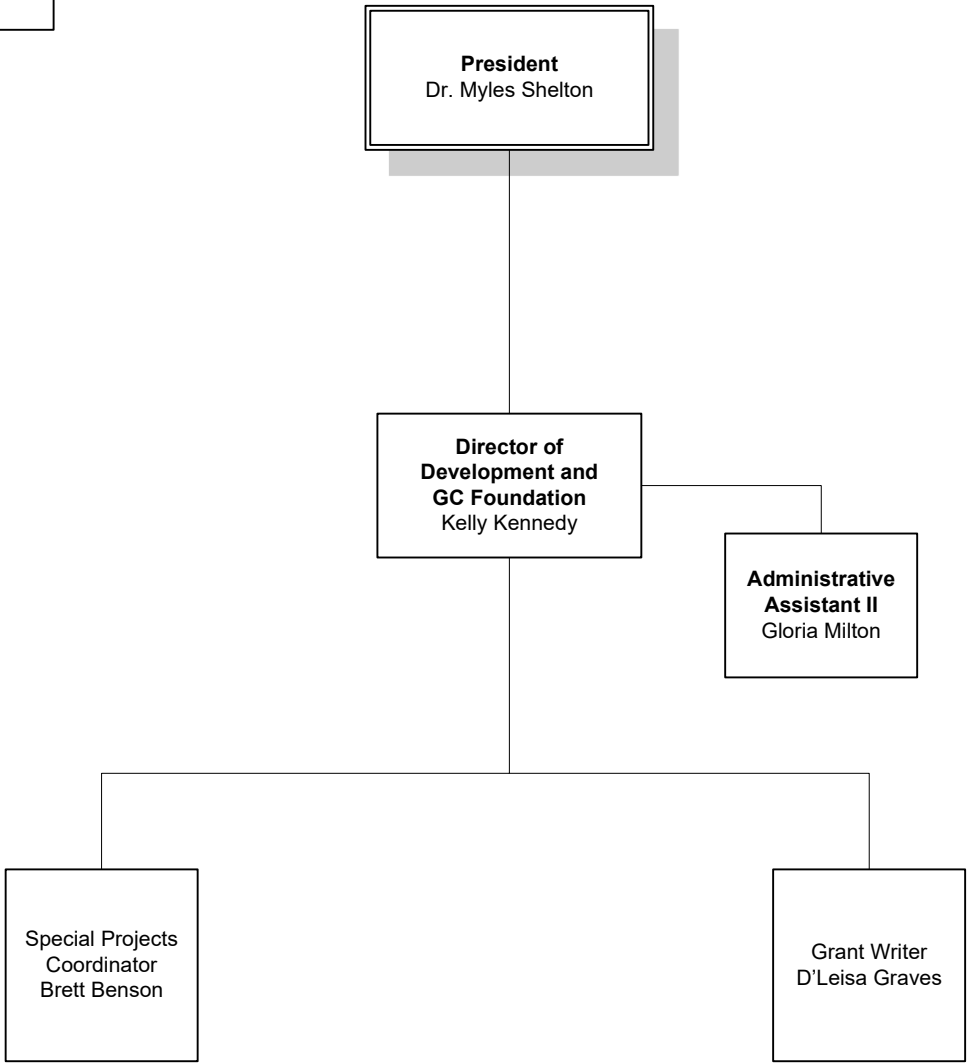 President
Dr. Myles Shelton
Director of
Development and
GC Foundation
Kelly Kennedy
Administrative
Assistant II
Gloria Milton
Special Projects
Coordinator
Brett Benson
Grant Writer
D’Leisa Graves